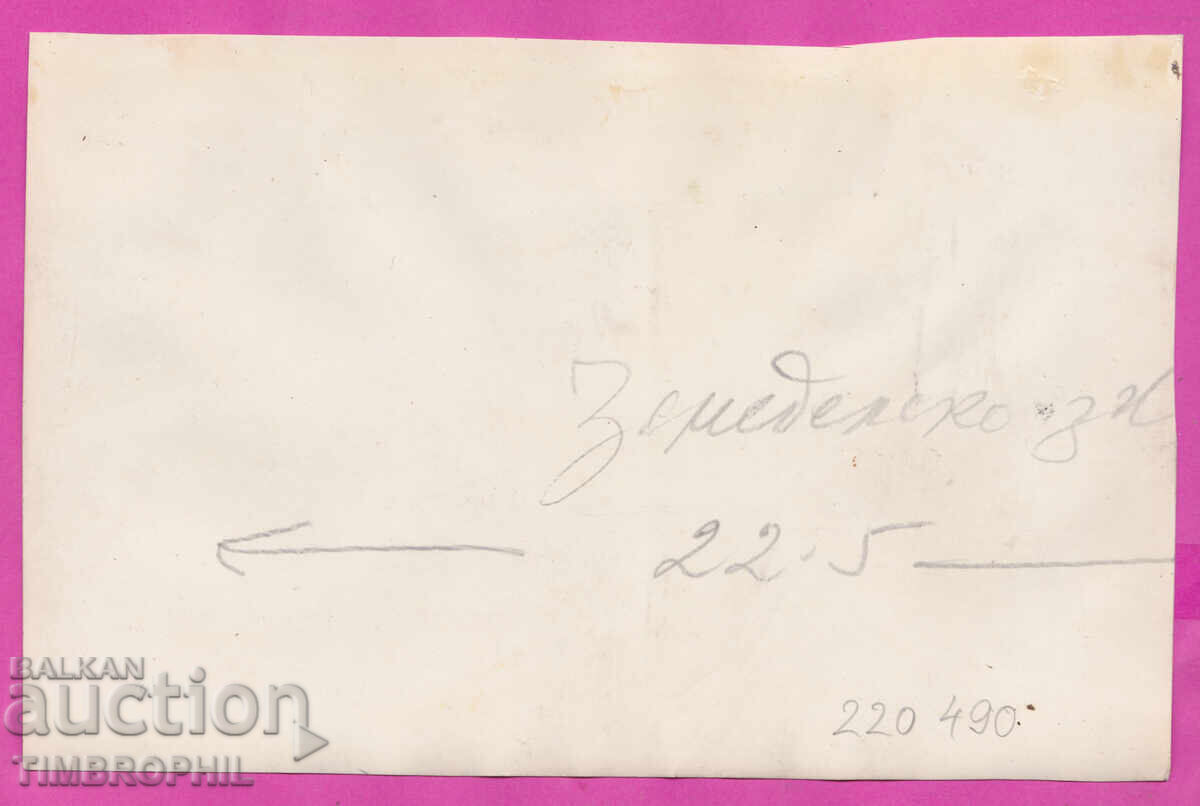 Земеделско-зн
← 22.5 —
220 490
BALKAN
auction
TIMBROPHIL